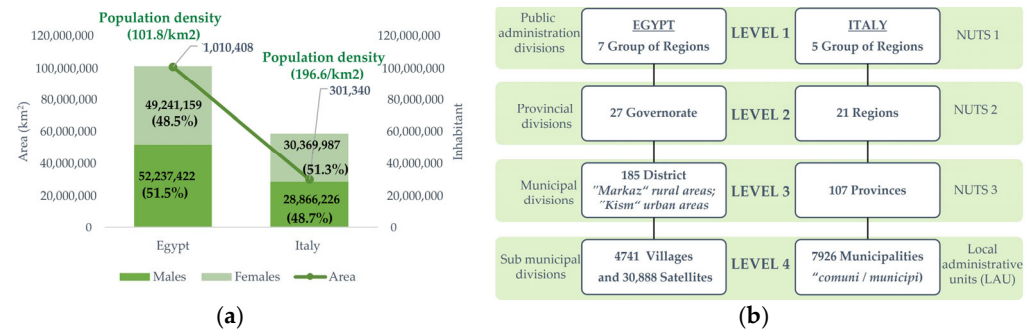 Population density
(101.8/km2)
120,000,000
120,000,000
1,010,408
Population density
(196.6/km2)
100,000,000
100,000,000
301,340
80,000,000
80,000,000
49,241,159
(48.5%)
60,000,000
60,000,000
30,369,987
(51.3%)
40,000,000
40,000,000
52,237,422
(51.5%)
20,000,000
20,000,000
28,866,226
(48.7%)
0
0
Area (km²)
Inhabitant
Egypt
Italy
Males
Females
Area
(a)
Public
administration
divisions
EGYPT
7 Group of Regions
LEVEL 1
ITALY
5 Group of Regions
NUTS 1
Provincial
divisions
27 Governorate
LEVEL 2
21 Regions
NUTS 2
Municipal
divisions
185 District
"Markaz“ rural areas;
"Kism“ urban areas
LEVEL 3
107 Provinces
NUTS 3
Sub municipal
divisions
4741 Villages
and 30,888 Satellites
LEVEL 4
7926 Municipalities
“comuni / municipi)
Local
administrative
units (LAU)
(b)